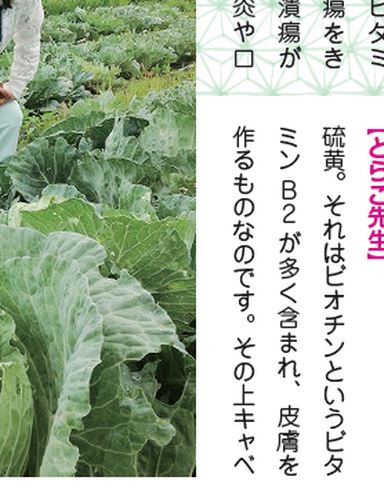 ビタミ
瘍をき
潰瘍が
炎や口
【とらこ先生】
硫黄。それはビオチンというビタ
ミンB2が多く含まれ、皮膚を
作るものなのです。その上キャベ